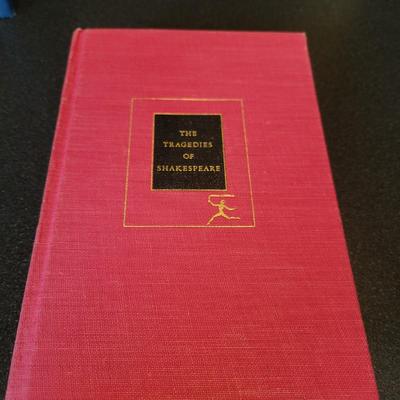 THE
TRAGEDIES
OF
SHAKESPEARE